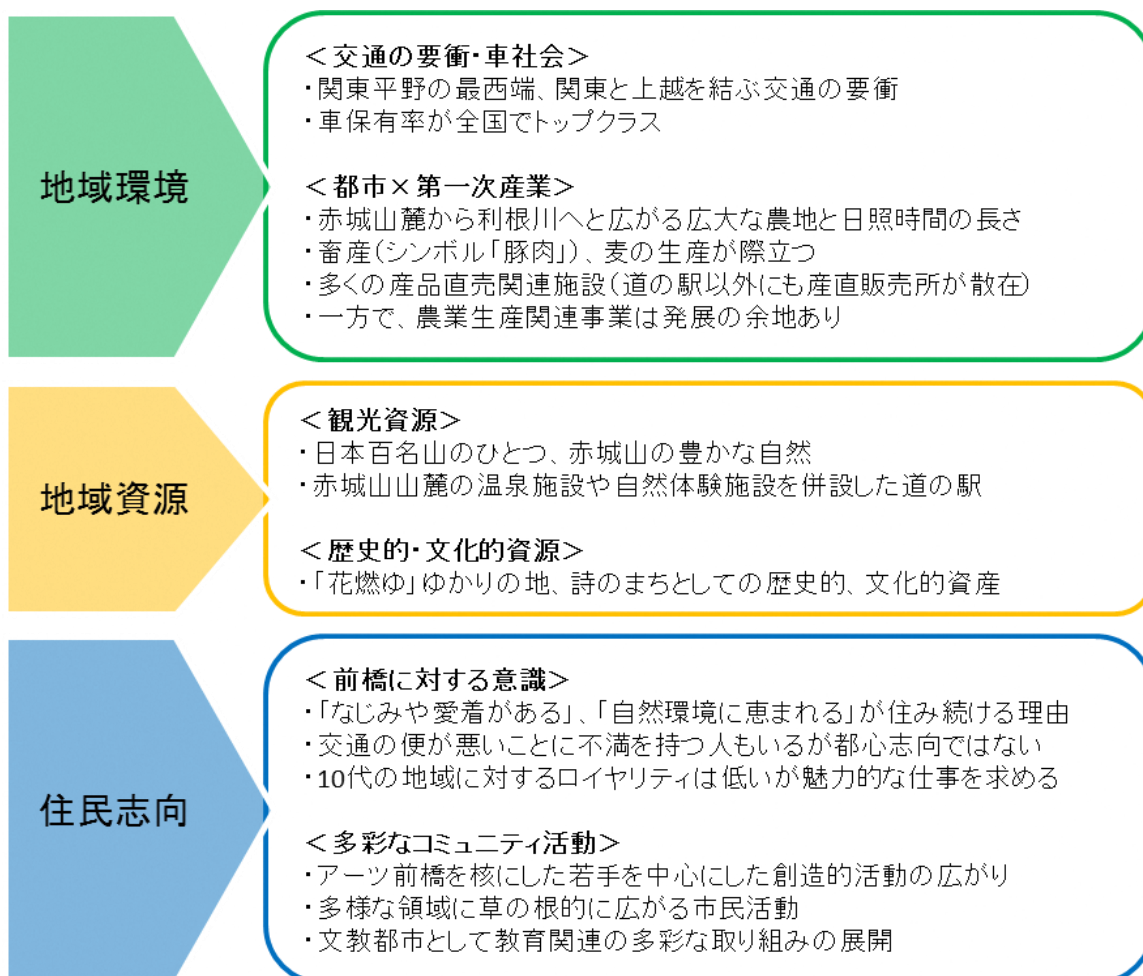 地域環境
＜交通の要衝・車社会＞
・関東平野の最西端、関東と上越を結ぶ交通の要衝
・車保有率が全国でトップクラス
＜都市×第一次産業＞
・赤城山麓から利根川へと広がる広大な農地と日照時間の長さ
・畜産（シンボル「豚肉」）、麦の生産が際立つ
・多くの産品直売関連施設（道の駅以外にも産直販売所が散在）
・一方で、農業生産関連事業は発展の余地あり
地域資源
＜観光資源＞
・日本百名山のひとつ、赤城山の豊かな自然
・赤城山山麓の温泉施設や自然体験施設を併設した道の駅
＜歴史的・文化的資源＞
・「花燃ゆ」ゆかりの地、詩のまちとしての歴史的、文化的資産
住民志向
＜前橋に対する意識＞
・「なじみや愛着がある」、「自然環境に恵まれる」が住み続ける理由
・交通の便が悪いことに不満を持つ人もいるが都心志向ではない
・10代の地域に対するロイヤリティは低いが魅力的な仕事を求める
＜多彩なコミュニティ活動＞
・アーツ前橋を核にした若手を中心にした創造的活動の広がり
・多様な領域に草の根的に広がる市民活動
・文教都市として教育関連の多彩な取り組みの展開